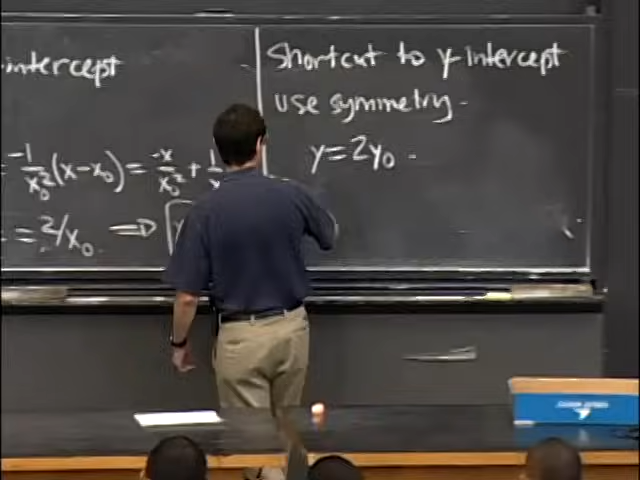 -intercept
-1/x₀²(x-x₀) = -x/x₀² + 1
= 2/x₀ ⟹ y
Shortcut to y-intercept
use symmetry -
y=2y₀ -